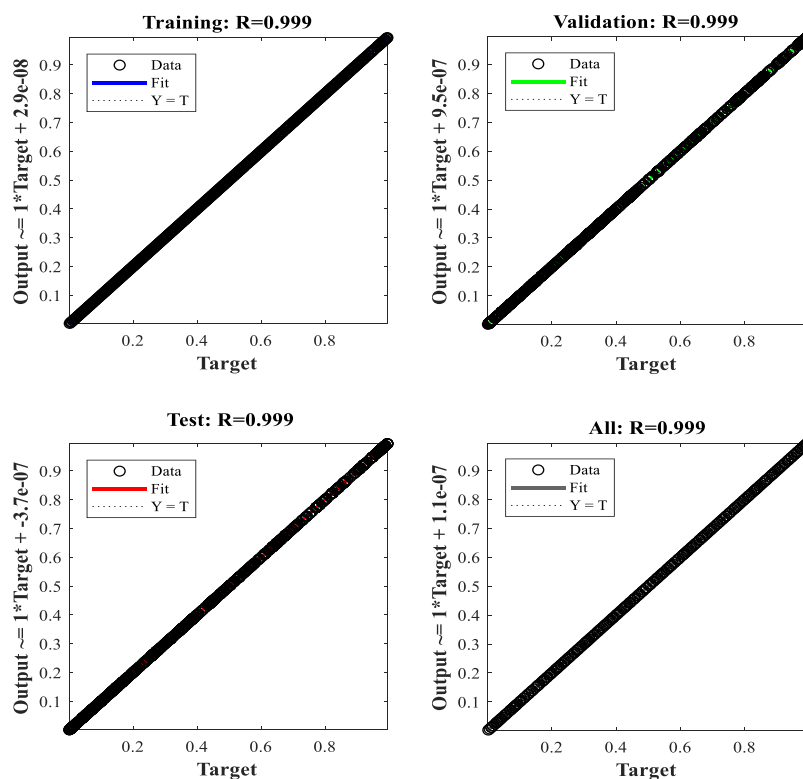 Training: R=0.999
Data
Fit
Y = T
Output ~= 1*Target + 2.9e-08
0.9
0.8
0.7
0.6
0.5
0.4
0.3
0.2
0.1
0.2 0.4 0.6 0.8
Target
Validation: R=0.999
Data
Fit
Y = T
Output ~= 1*Target + 9.5e-07
0.9
0.8
0.7
0.6
0.5
0.4
0.3
0.2
0.1
0.2 0.4 0.6 0.8
Target
Test: R=0.999
Data
Fit
Y = T
Output ~= 1*Target + -3.7e-07
0.9
0.8
0.7
0.6
0.5
0.4
0.3
0.2
0.1
0.2 0.4 0.6 0.8
Target
All: R=0.999
Data
Fit
Y = T
Output ~= 1*Target + 1.1e-07
0.9
0.8
0.7
0.6
0.5
0.4
0.3
0.2
0.1
0.2 0.4 0.6 0.8
Target